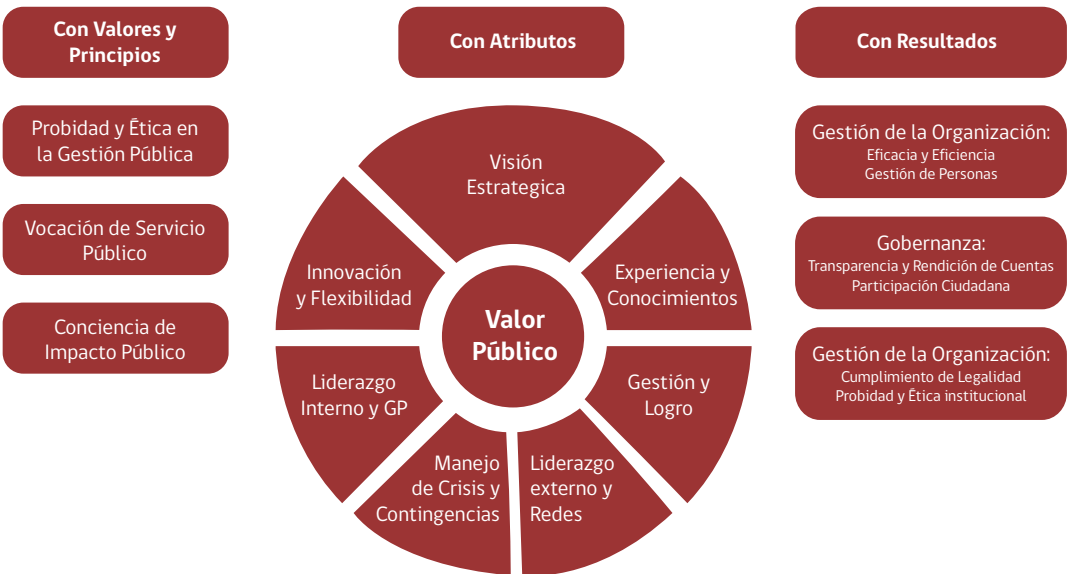 Con Valores y
Principios
Probidad y Ética en
la Gestión Pública
Vocación de Servicio
Público
Conciencia de
Impacto Público
Con Atributos
Visión
Estrategica
Experiencia y
Conocimientos
Gestión y
Logro
Liderazgo
externo y
Redes
Manejo
de Crisis y
Contingencias
Liderazgo
Interno y GP
Innovación
y Flexibilidad
Valor
Público
Con Resultados
Gestión de la Organización:
Eficacia y Eficiencia
Gestión de Personas
Gobernanza:
Transparencia y Rendición de Cuentas
Participación Ciudadana
Gestión de la Organización:
Cumplimiento de Legalidad
Probidad y Ética institucional